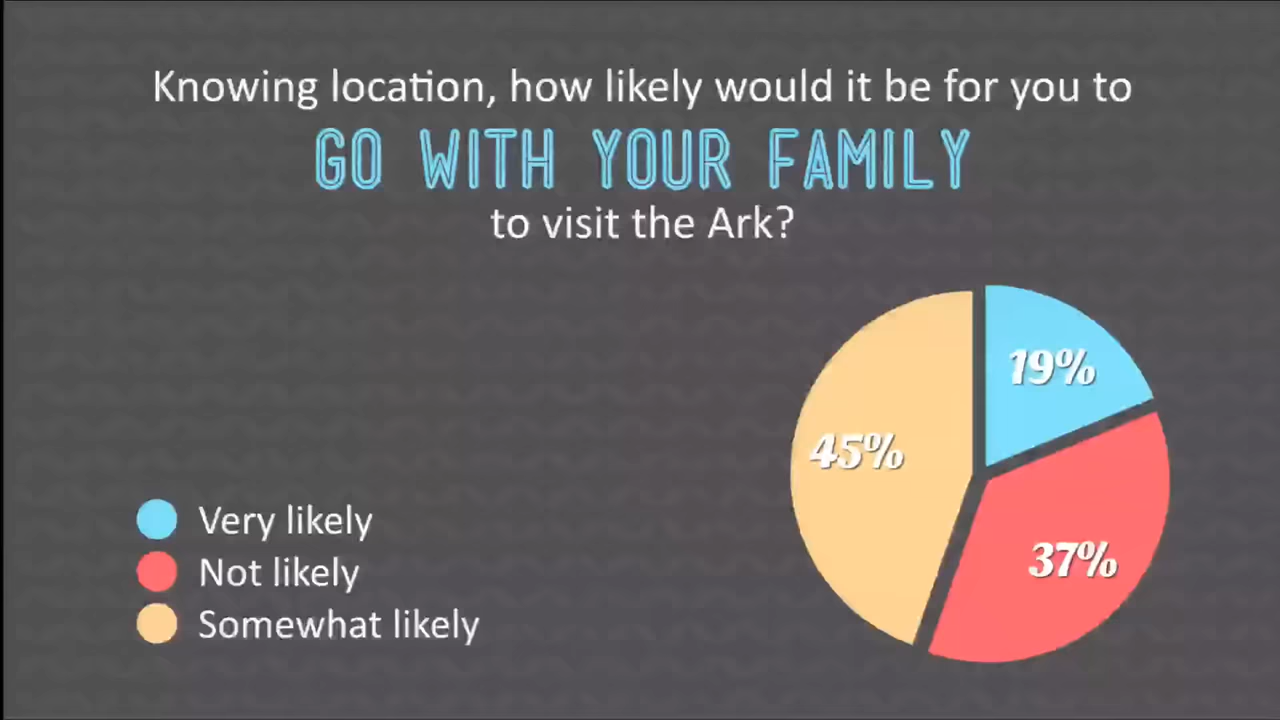 Knowing location, how likely would it be for you to
GO WITH YOUR FAMILY
to visit the Ark?
19%
45%
37%
Very likely
Not likely
Somewhat likely